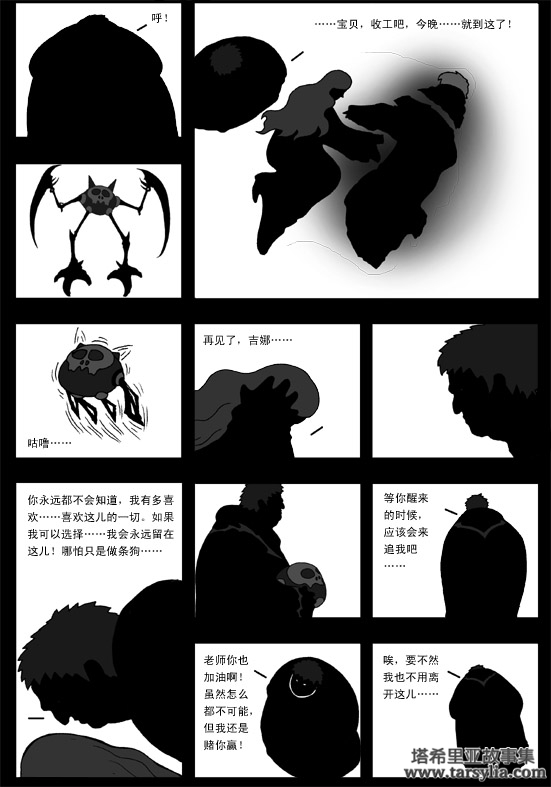 呼！
……宝贝，收工吧，今晚……就到这了！
咕噜……
再见了，吉娜……
你永远都不会知道，我有多喜
欢……喜欢这儿的一切。如果
我可以选择……我会永远留在
这儿！哪怕只是做条狗……
等你醒来
的时候，
应该会来
追我吧
……
老师你也
加油啊！
虽然怎么
都不可能，
但我还是
赌你赢！
唉，要不然
我也不用离
开这儿……
塔希里亚故事集
www.tarsylia.com